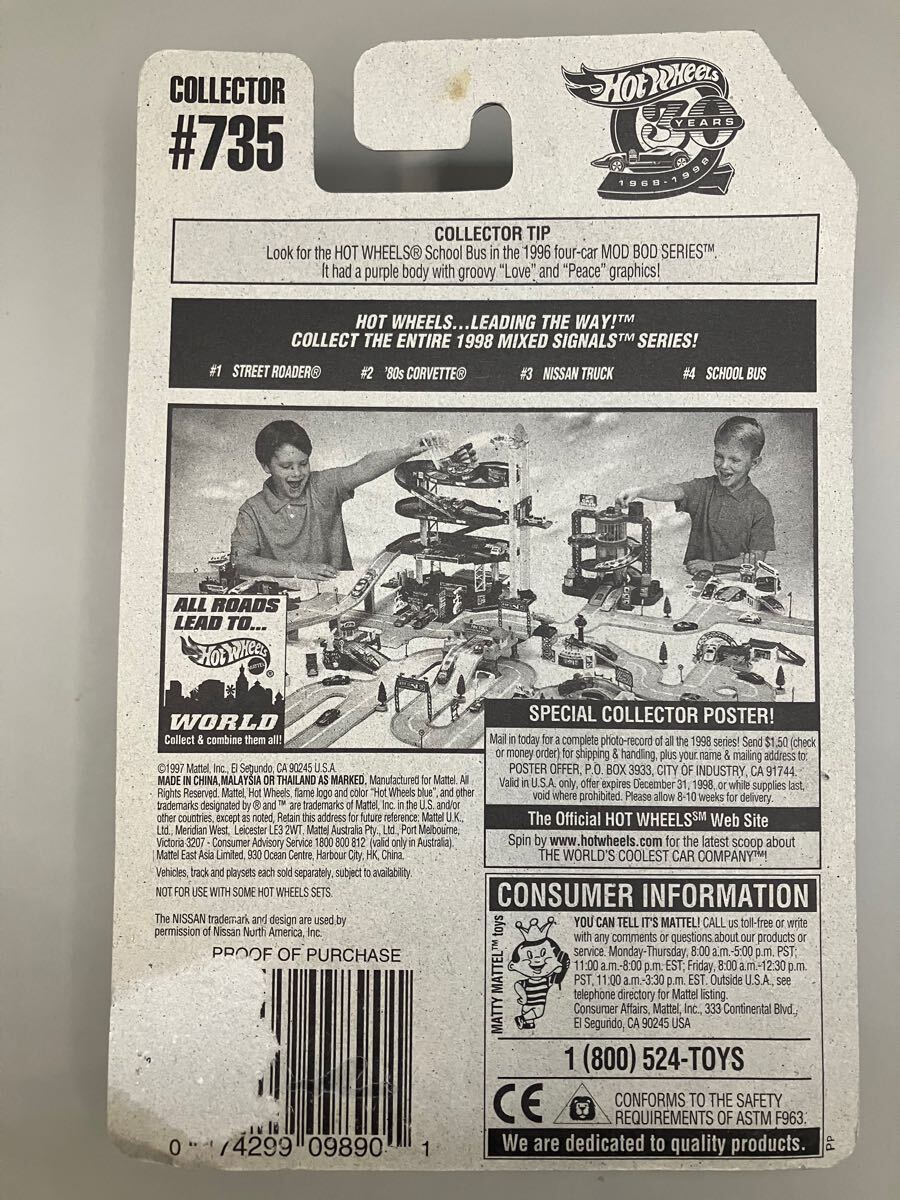 COLLECTOR
#735
HOT WHEELS
30
YEARS
1968-1998
COLLECTOR TIP
Look for the HOT WHEELS® School Bus in the 1996 four-car MOD BOD SERIES™.
It had a purple body with groovy "Love" and "Peace" graphics!
HOT WHEELS...LEADING THE WAY!™
COLLECT THE ENTIRE 1998 MIXED SIGNALS™ SERIES!
#1 STREET ROADER® #2 '80s CORVETTE® #3 NISSAN TRUCK #4 SCHOOL BUS
ALL ROADS
LEAD TO...
HOT WHEELS
MATTEL ®
WORLD
Collect & combine them all!
SPECIAL COLLECTOR POSTER!
Mail in today for a complete photo-record of all the 1998 series! Send $1.50 (check
or money order) for shipping & handling, plus your name & mailing address to:
POSTER OFFER, P.O. BOX 3933, CITY OF INDUSTRY, CA 91744.
Valid in U.S.A. only, offer expires December 31, 1998, or while supplies last,
void where prohibited. Please allow 8-10 weeks for delivery.
The Official HOT WHEELS℠ Web Site
Spin by www.hotwheels.com for the latest scoop about
THE WORLD'S COOLEST CAR COMPANY™!
©1997 Mattel, Inc., El Segundo, CA 90245 U.S.A.
MADE IN CHINA, MALAYSIA OR THAILAND AS MARKED. Manufactured for Mattel. All
Rights Reserved. Mattel, Hot Wheels, flame logo and color "Hot Wheels blue", and other
trademarks designated by ® and ™ are trademarks of Mattel, Inc. in the U.S. and/or
other countries, except as noted. Retain this address for future reference: Mattel U.K.,
Ltd., Meridian West, Leicester LE3 2WT. Mattel Australia Pty., Ltd., Port Melbourne,
Victoria 3207 - Consumer Advisory Service 1800 800 812 (valid only in Australia).
Mattel East Asia Limited, 930 Ocean Centre, Harbour City, HK, China.
Vehicles, track and playsets each sold separately, subject to availability.
NOT FOR USE WITH SOME HOT WHEELS SETS.
The NISSAN trademark and design are used by
permission of Nissan North America, Inc.
PROOF OF PURCHASE
0 74299 09890 1
CONSUMER INFORMATION
MATTY MATTEL™ toys
YOU CAN TELL IT'S MATTEL! CALL us toll-free or write
with any comments or questions about our products or
service. Monday-Thursday, 8:00 a.m.-5:00 p.m. PST;
11:00 a.m.-8:00 p.m. EST; Friday, 8:00 a.m.-12:30 p.m.
PST, 11:00 a.m.-3:30 p.m. EST. Outside U.S.A., see
telephone directory for Mattel listing.
Consumer Affairs, Mattel, Inc., 333 Continental Blvd.,
El Segundo, CA 90245 USA
1 (800) 524-TOYS
CE
CONFORMS TO THE SAFETY
REQUIREMENTS OF ASTM F963.
We are dedicated to quality products.
PP